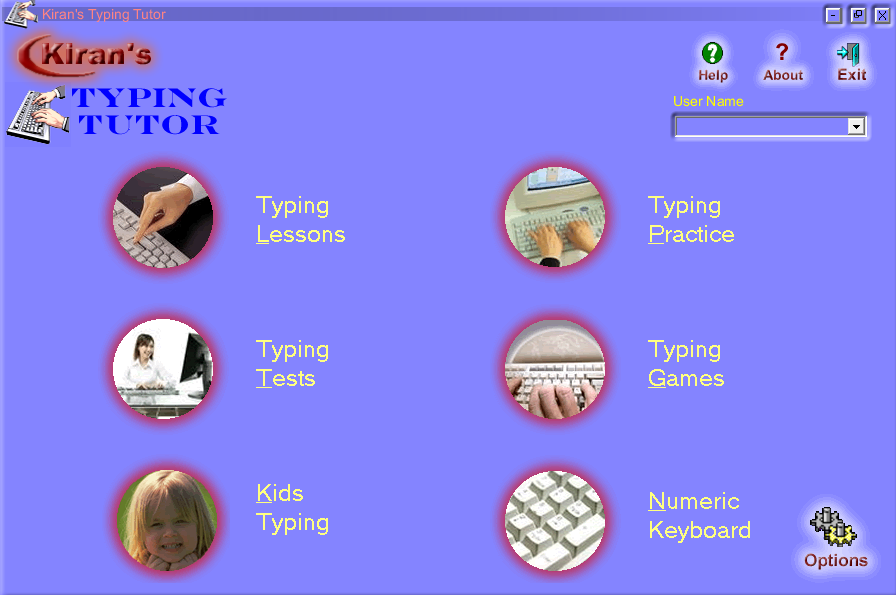 Kiran's Typing Tutor
Kiran's
TYPING
TUTOR
Help
About
Exit
User Name
Typing
Lessons
Typing
Practice
Typing
Tests
Typing
Games
Kids
Typing
Numeric
Keyboard
Options